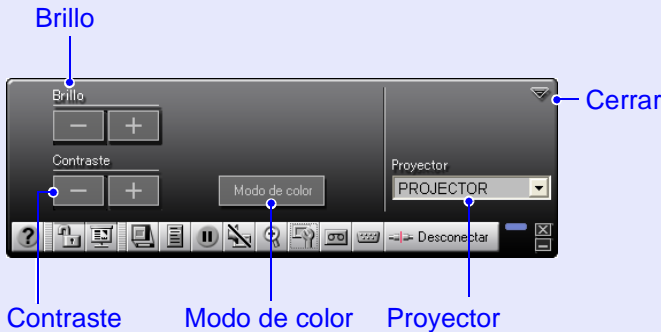 Brillo
Brillo
− +
Cerrar
Contraste
− +
Modo de color
Proyector
PROJECTOR
? Desconectar
Contraste
Modo de color
Proyector